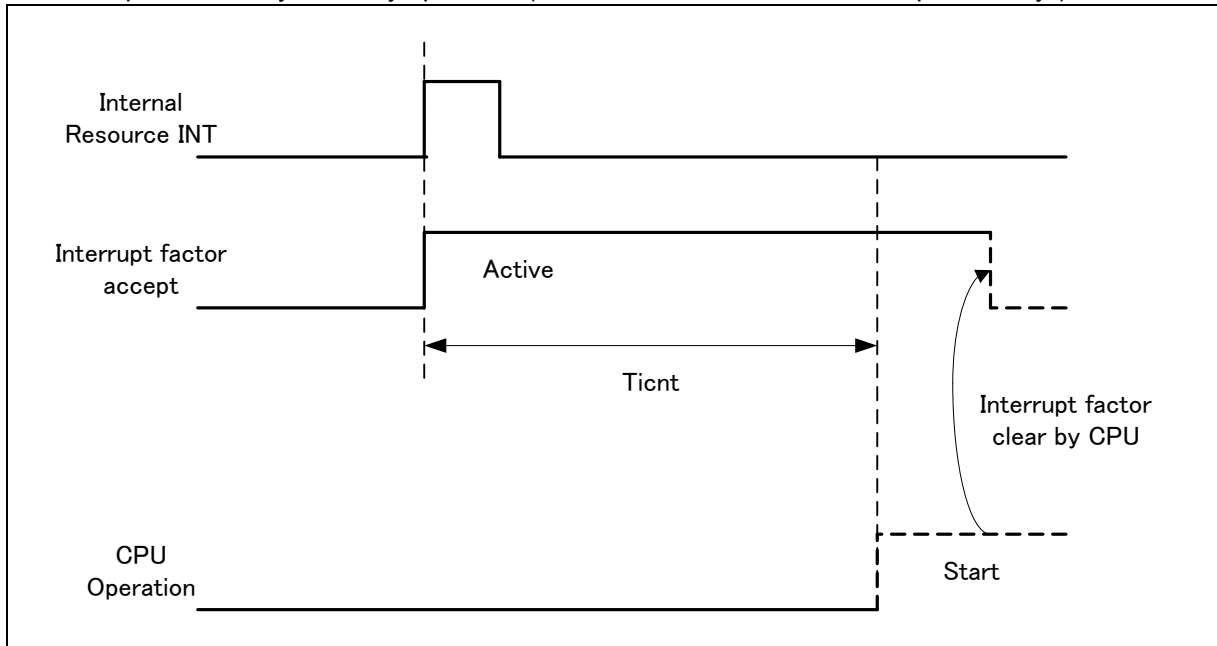 Internal
Resource INT
Interrupt factor
accept
Active
Ticnt
Interrupt factor
clear by CPU
CPU
Operation
Start